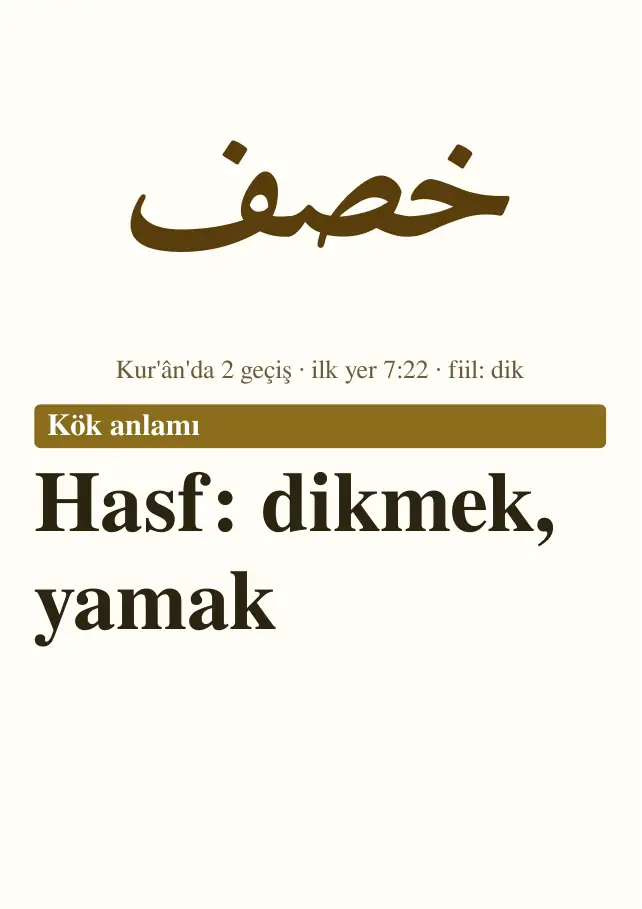 خصف
Kur'ân'da 2 geçiş · ilk yer 7:22 · fiil: dik
Kök anlamı
Hasf: dikmek,
yamak